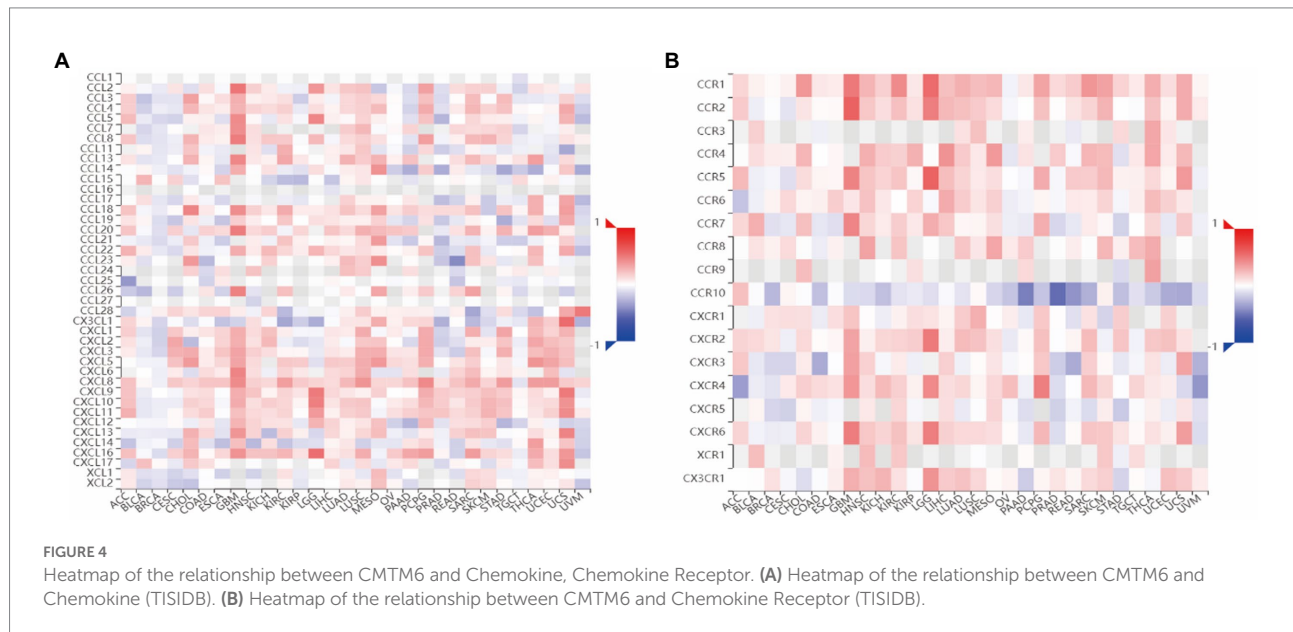 A
CCL1
CCL2
CCL3
CCL4
CCL5
CCL7
CCL8
CCL11
CCL13
CCL14
CCL15
CCL16
CCL17
CCL18
CCL19
CCL20
CCL21
CCL22
CCL23
CCL24
CCL25
CCL26
CCL27
CCL28
CX3CL1
CXCL1
CXCL2
CXCL3
CXCL5
CXCL6
CXCL8
CXCL9
CXCL10
CXCL11
CXCL12
CXCL13
CXCL14
CXCL16
CXCL17
XCL1
XCL2
ACC BLCA BRCA CESC CHOL COAD ESCA GBM HNSC KICH KIRC KIRP LGG LIHC LUAD LUSC MESO OV PAAD PCPG PRAD READ SARC SKCM STAD TGCT THCA UCEC UCS UVM
1
-1
B
CCR1
CCR2
CCR3
CCR4
CCR5
CCR6
CCR7
CCR8
CCR9
CCR10
CXCR1
CXCR2
CXCR3
CXCR4
CXCR5
CXCR6
XCR1
CX3CR1
ACC BLCA BRCA CESC CHOL COAD ESCA GBM HNSC KICH KIRC KIRP LGG LIHC LUAD LUSC MESO OV PAAD PCPG PRAD READ SARC SKCM STAD TGCT THCA UCEC UCS UVM
1
-1
FIGURE 4
Heatmap of the relationship between CMTM6 and Chemokine, Chemokine Receptor. (A) Heatmap of the relationship between CMTM6 and
Chemokine (TISIDB). (B) Heatmap of the relationship between CMTM6 and Chemokine Receptor (TISIDB).